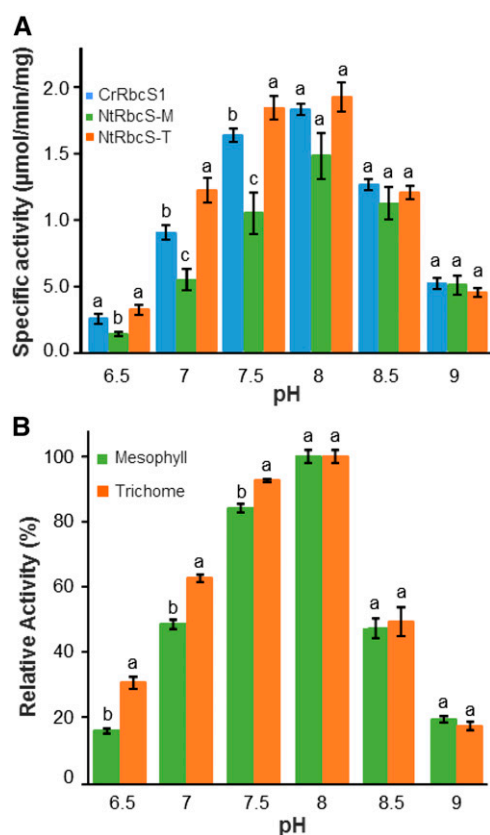 A
Specific activity (µmol/min/mg)
2.0
1.5
1.0
5.0
0.0
CrRbcS1
NtRbcS-M
NtRbcS-T
a b a
b c a
b c a
a a a
a a a
a a a
6.5 7 7.5 8 8.5 9
pH
B
Relative Activity (%)
100
80
60
40
20
0
Mesophyll
Trichome
b a
b a
b a
a a
a a
a a
6.5 7 7.5 8 8.5 9
pH